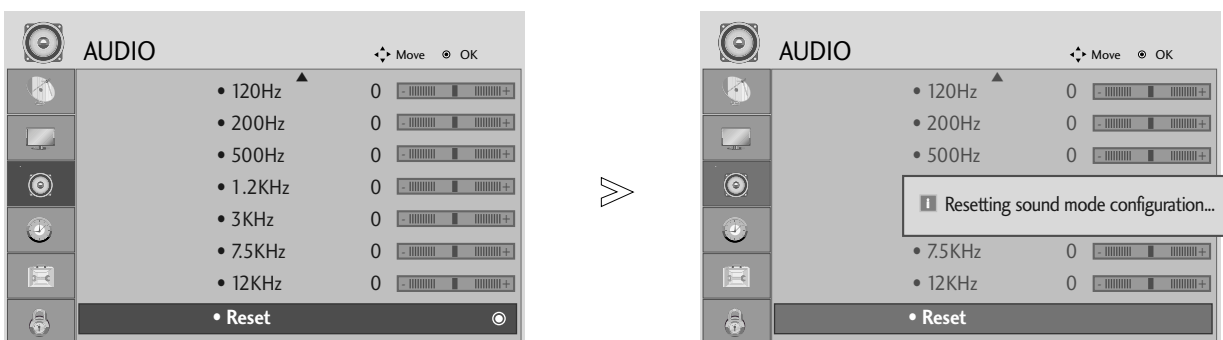 AUDIO Move OK
• 120Hz 0 - +
• 200Hz 0 - +
• 500Hz 0 - +
• 1.2KHz 0 - +
• 3KHz 0 - +
• 7.5KHz 0 - +
• 12KHz 0 - +
• Reset
AUDIO Move OK
• 120Hz 0 - +
• 200Hz 0 - +
• 500Hz 0 - +
i Resetting sound mode configuration...
• 7.5KHz 0 - +
• 12KHz 0 - +
• Reset